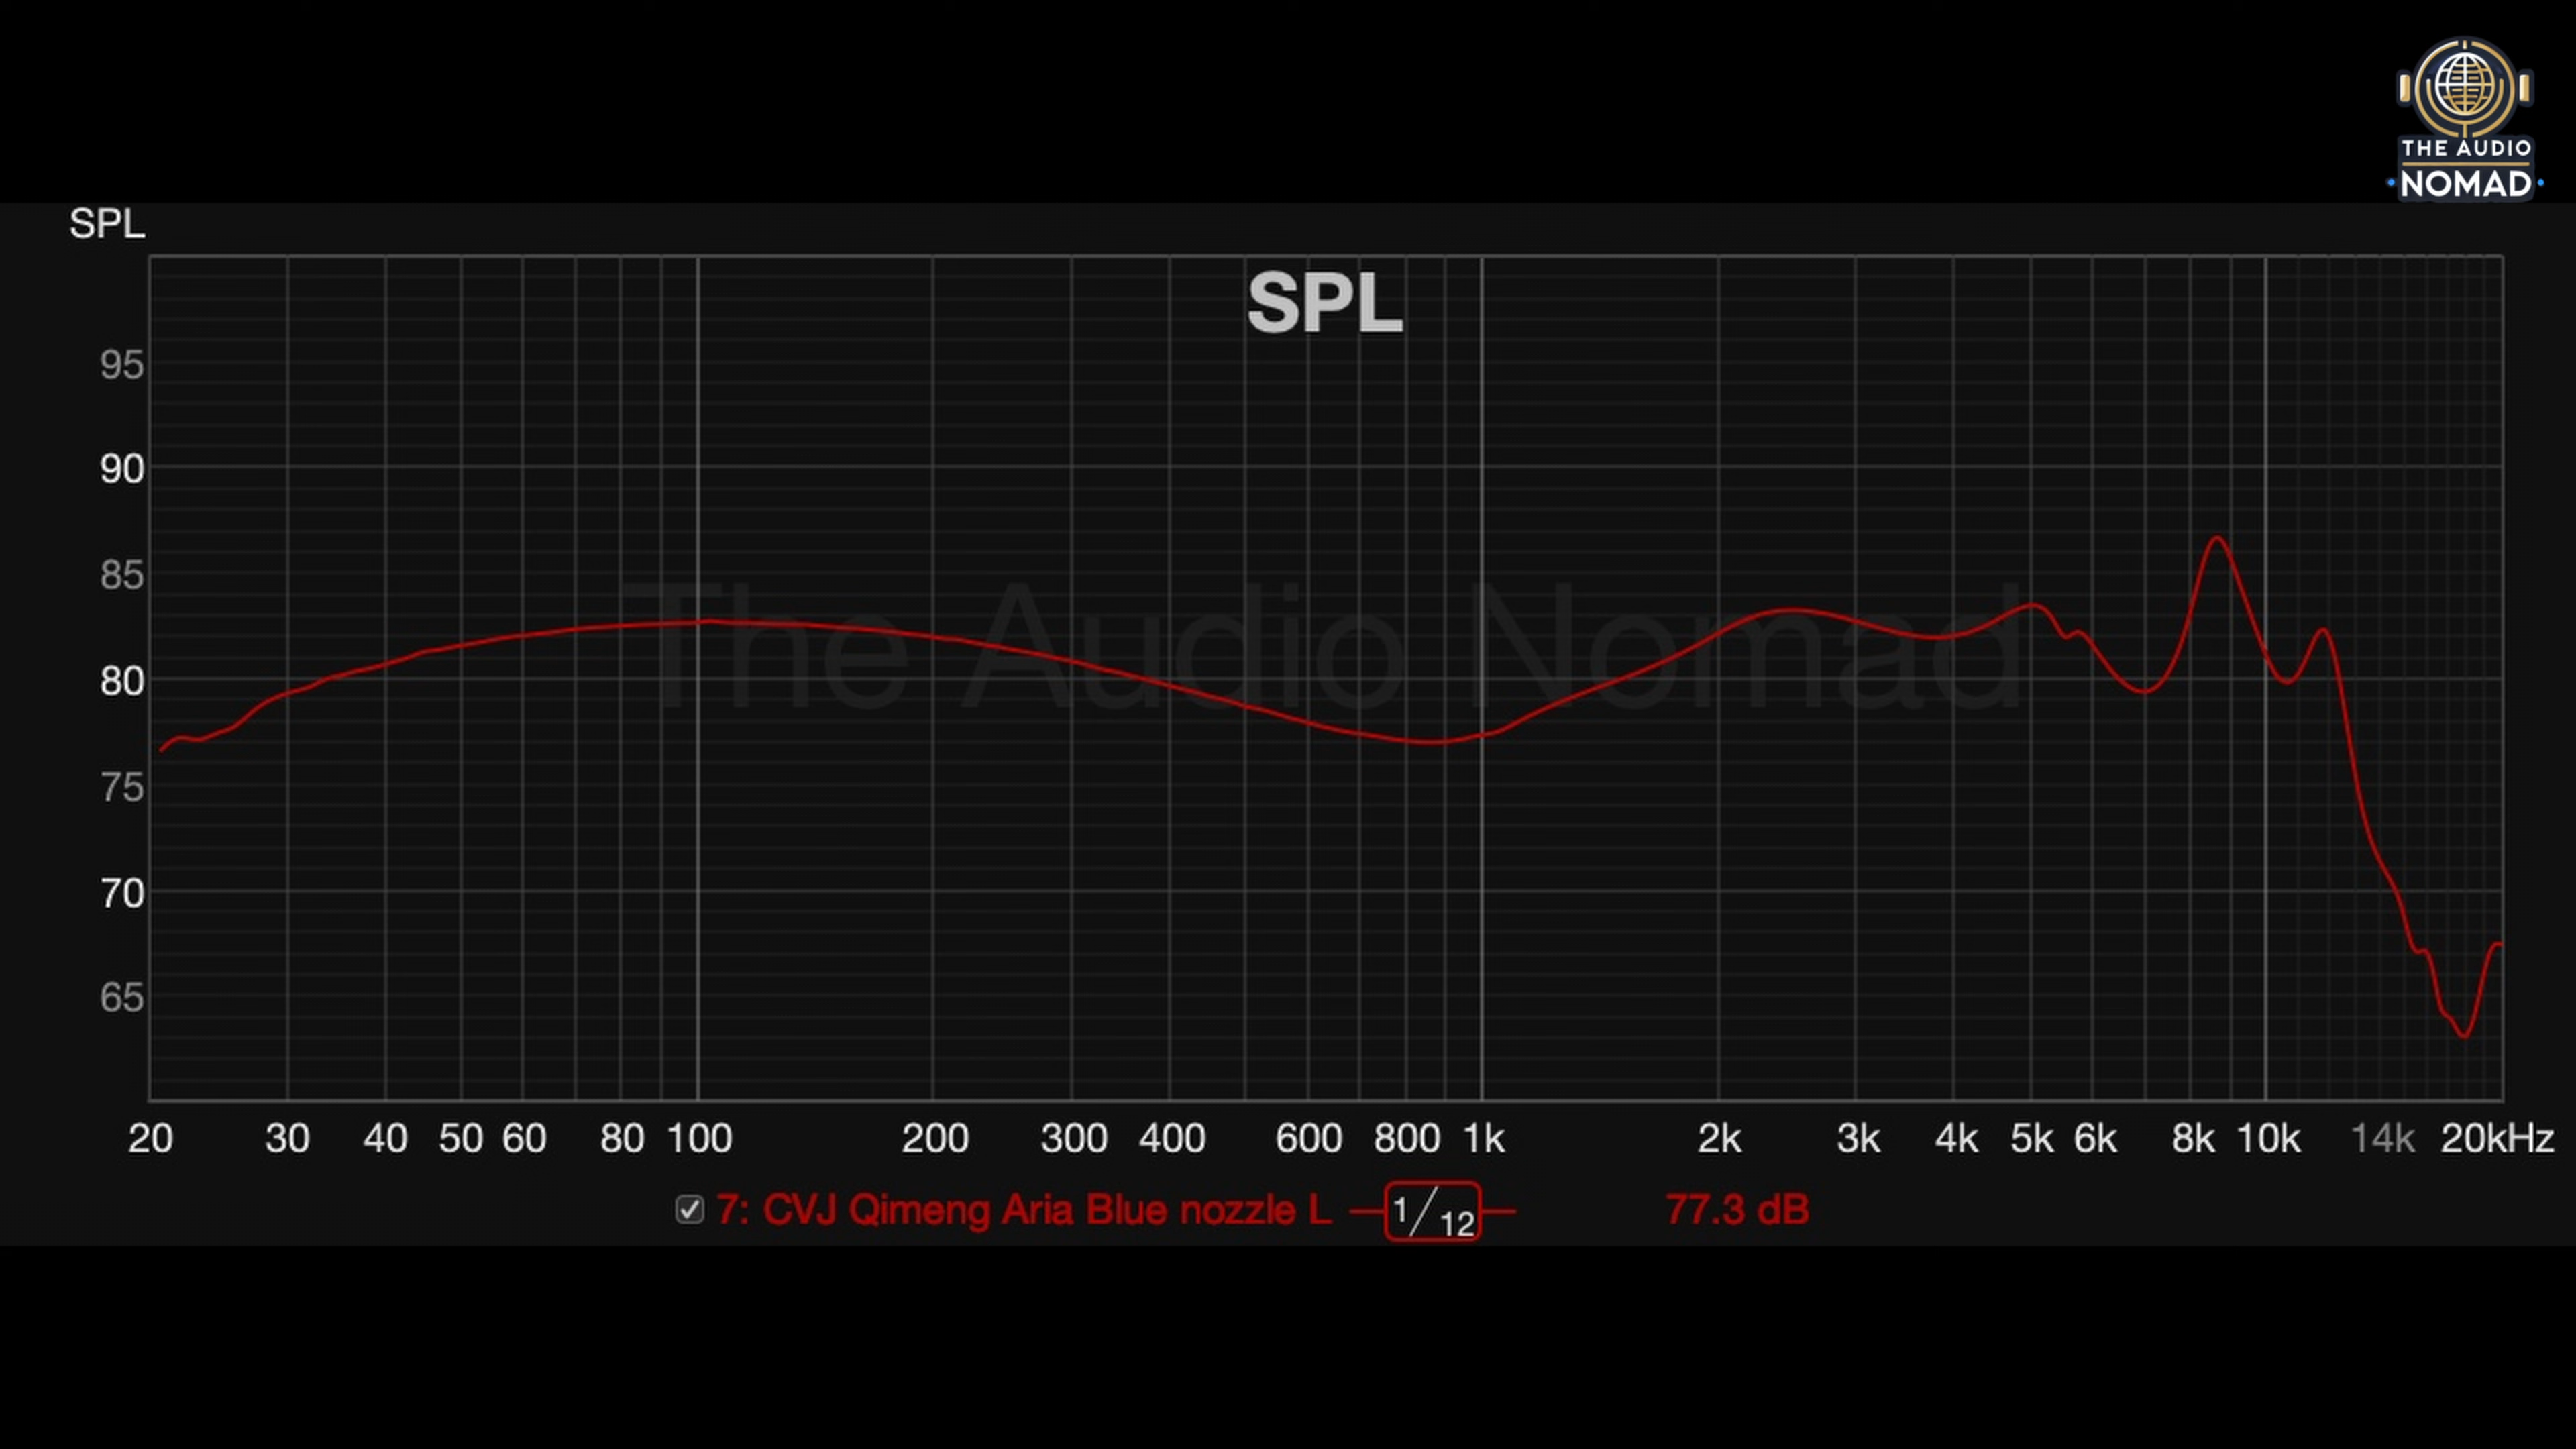 THE AUDIO
NOMAD
SPL
SPL
95
90
85
80
75
70
65
The Audio Nomad
20 30 40 50 60 80 100 200 300 400 600 800 1k 2k 3k 4k 5k 6k 8k 10k 14k 20kHz
7: CVJ Qimeng Aria Blue nozzle L 1/12 77.3 dB